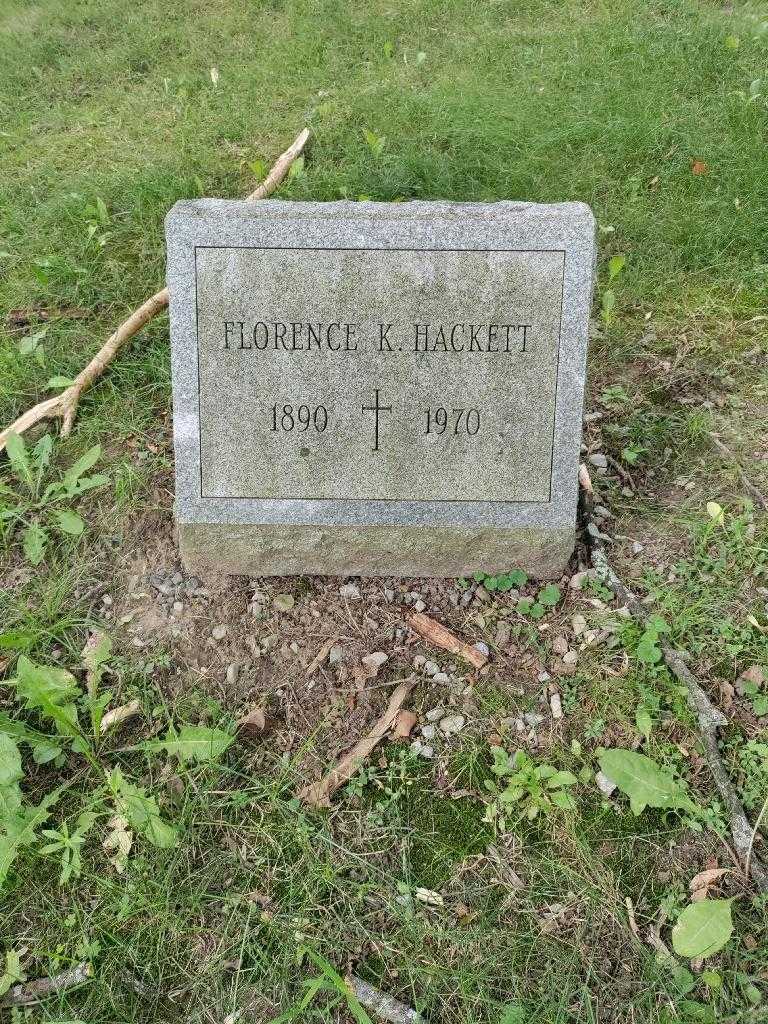 FLORENCE K. HACKETT
1890 1970